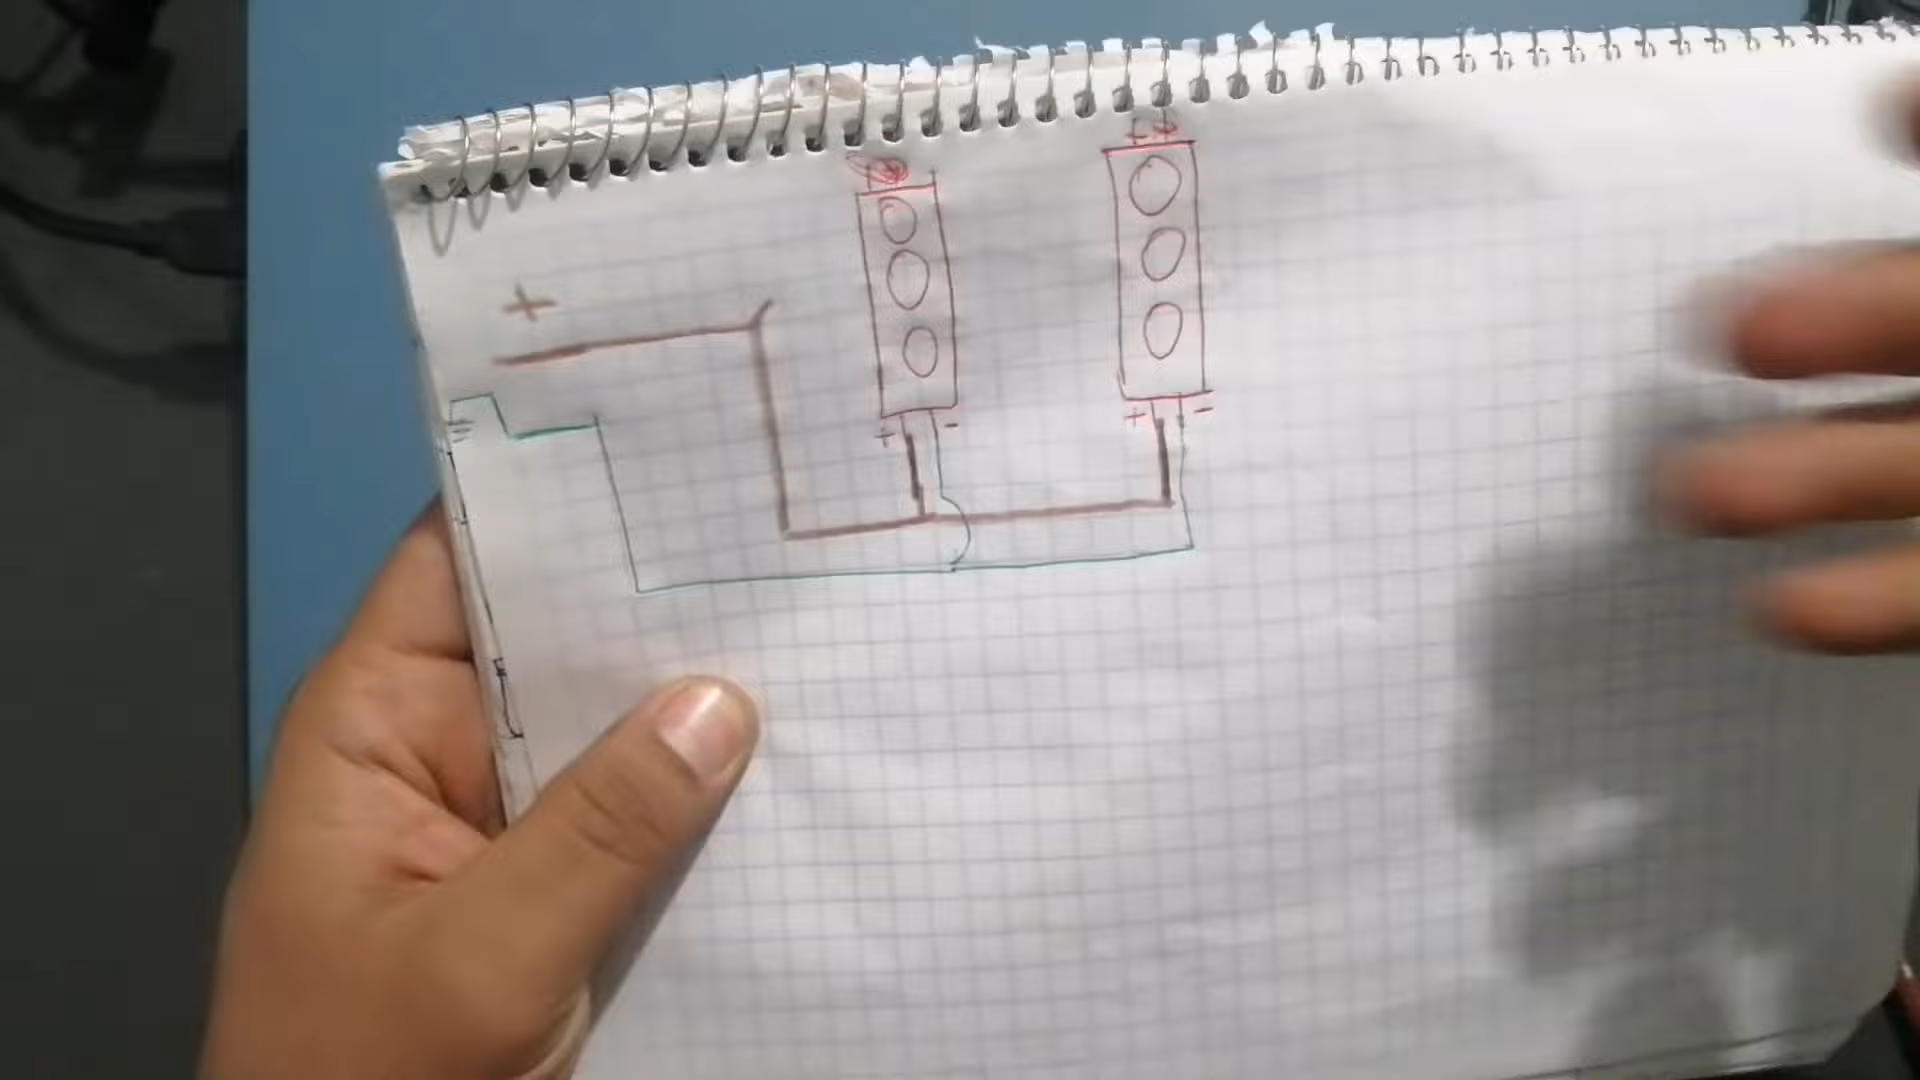 +
+ -
+ -